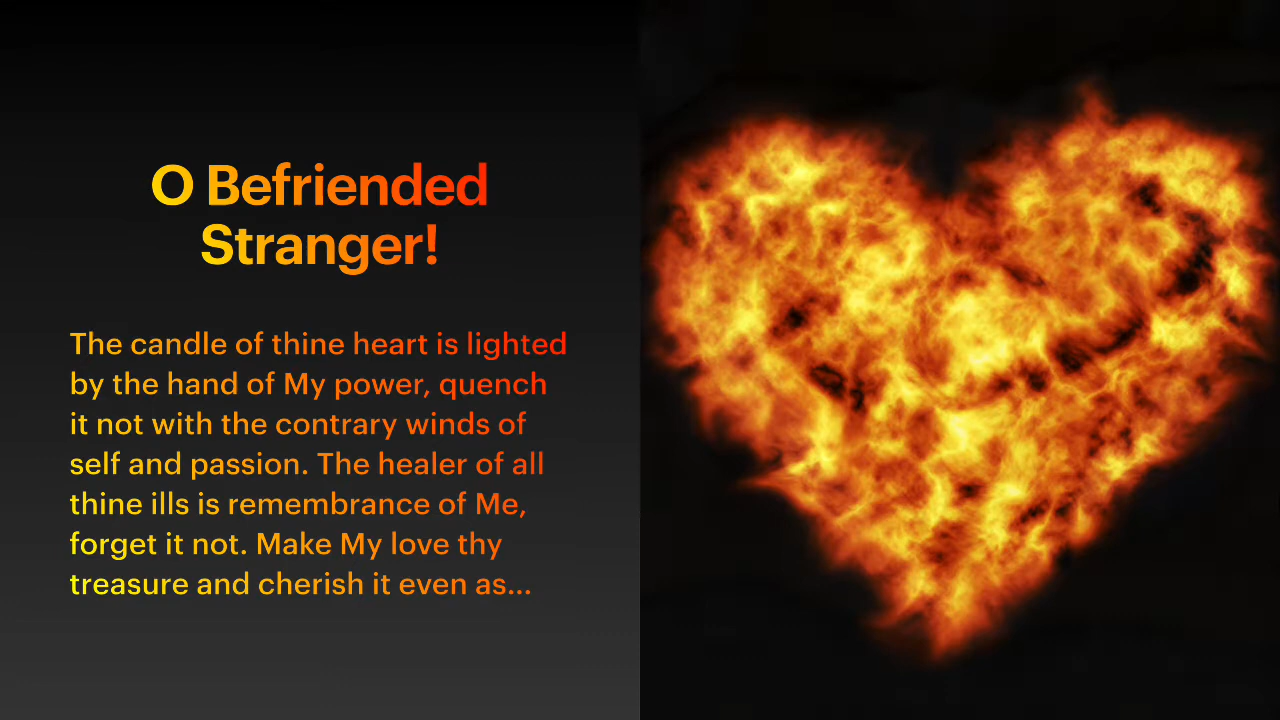 O Befriended
Stranger!
The candle of thine heart is lighted
by the hand of My power, quench
it not with the contrary winds of
self and passion. The healer of all
thine ills is remembrance of Me,
forget it not. Make My love thy
treasure and cherish it even as...